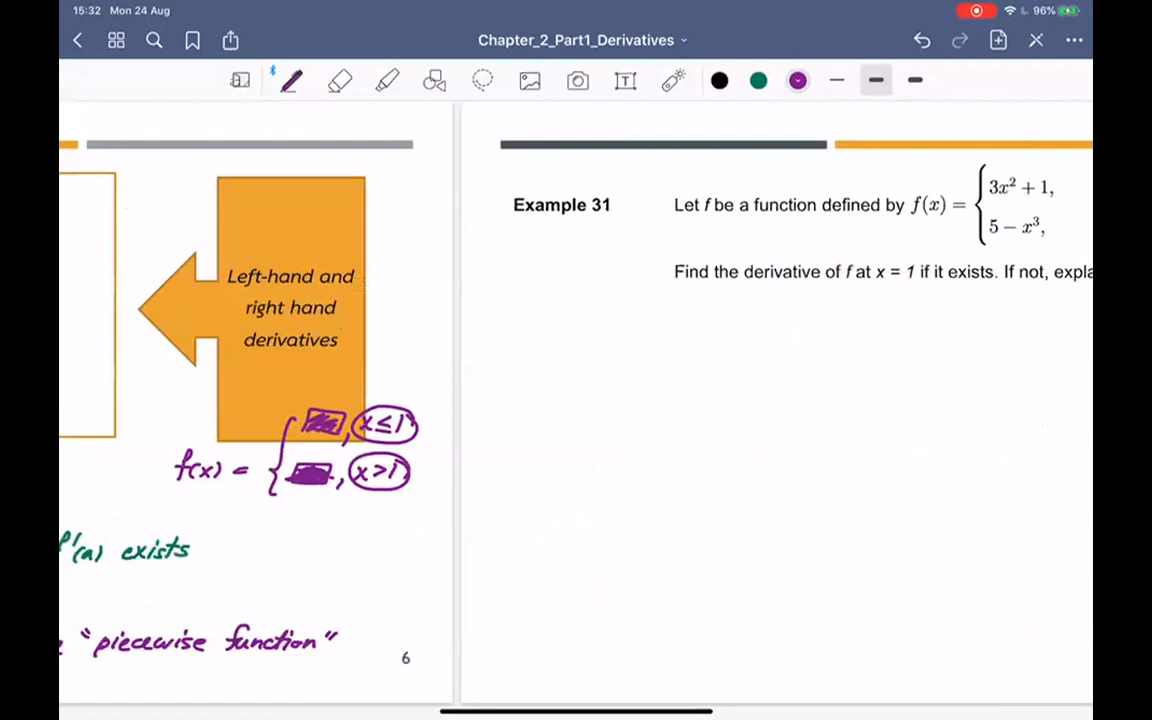 15:32 Mon 24 Aug
96%
Chapter_2_Part1_Derivatives
T
Left-hand and
right hand
derivatives
f(x) = { , x ≤ 1
, x > 1
f'(a) exists
"piecewise function"
6
Example 31
Let f be a function defined by f(x) = { 3x² + 1,
5 − x³,
Find the derivative of f at x = 1 if it exists. If not, expla